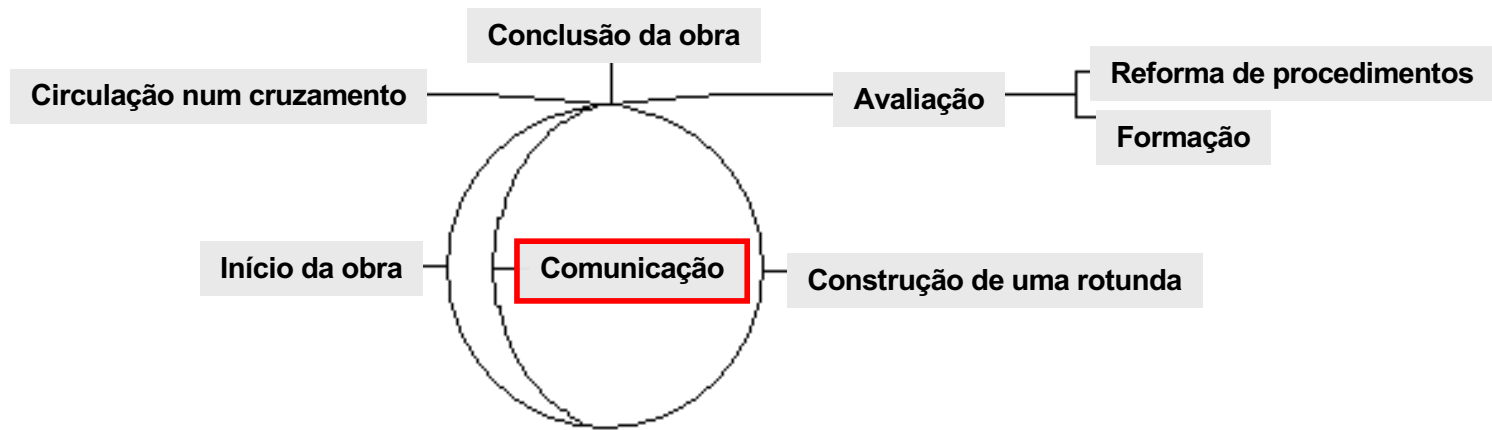 Conclusão da obra
Circulação num cruzamento
Avaliação
Reforma de procedimentos
Formação
Início da obra
Comunicação
Construção de uma rotunda